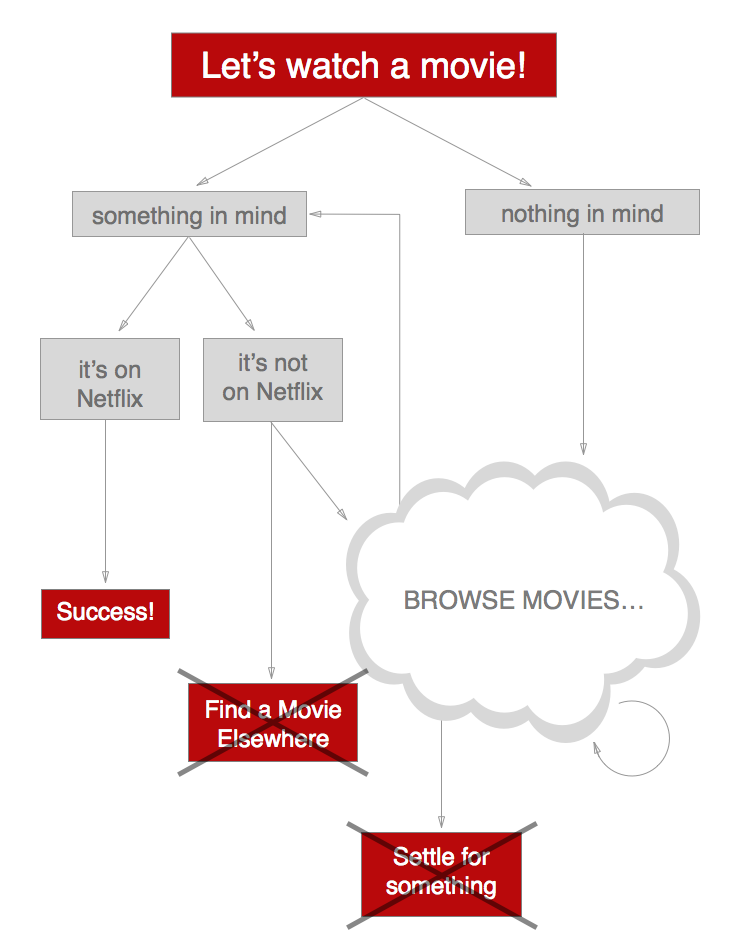 Let’s watch a movie!
something in mind
nothing in mind
it’s on
Netflix
it’s not
on Netflix
BROWSE MOVIES…
Success!
Find a Movie
Elsewhere
Settle for
something